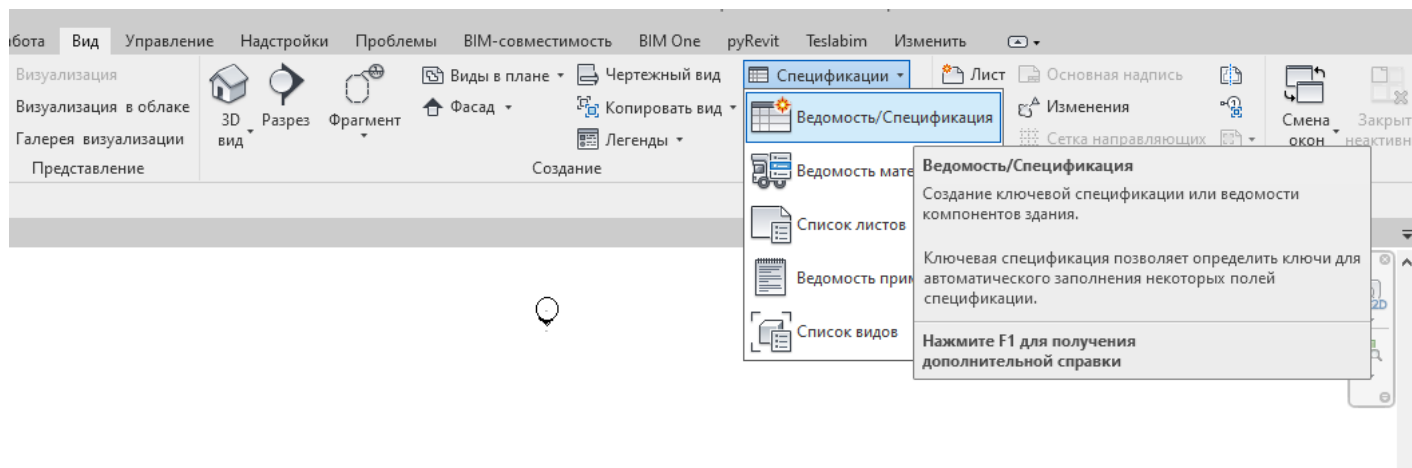 Вид Управление Надстройки Проблемы BIM-совместимость BIM One pyRevit Teslabim Изменить
Визуализация
Визуализация в облаке
Галерея визуализации
Представление
3D вид
Разрез
Фрагмент
Виды в плане
Фасад
Чертежный вид
Копировать вид
Легенды
Создание
Спецификации
Лист
Основная надпись
Изменения
Сетка направляющих
Смена окон
Ведомость/Спецификация
Ведомость мате
Список листов
Ведомость прим
Список видов
Ведомость/Спецификация
Создание ключевой спецификации или ведомости
компонентов здания.
Ключевая спецификация позволяет определить ключи для
автоматического заполнения некоторых полей
спецификации.
Нажмите F1 для получения
дополнительной справки
2D